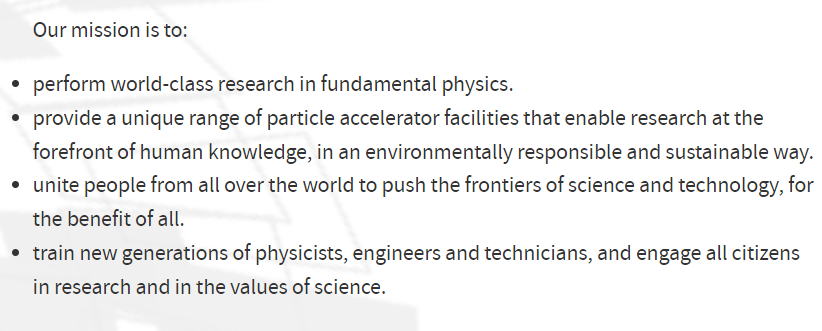 Our mission is to:
• perform world-class research in fundamental physics.
• provide a unique range of particle accelerator facilities that enable research at the
forefront of human knowledge, in an environmentally responsible and sustainable way.
• unite people from all over the world to push the frontiers of science and technology, for
the benefit of all.
• train new generations of physicists, engineers and technicians, and engage all citizens
in research and in the values of science.